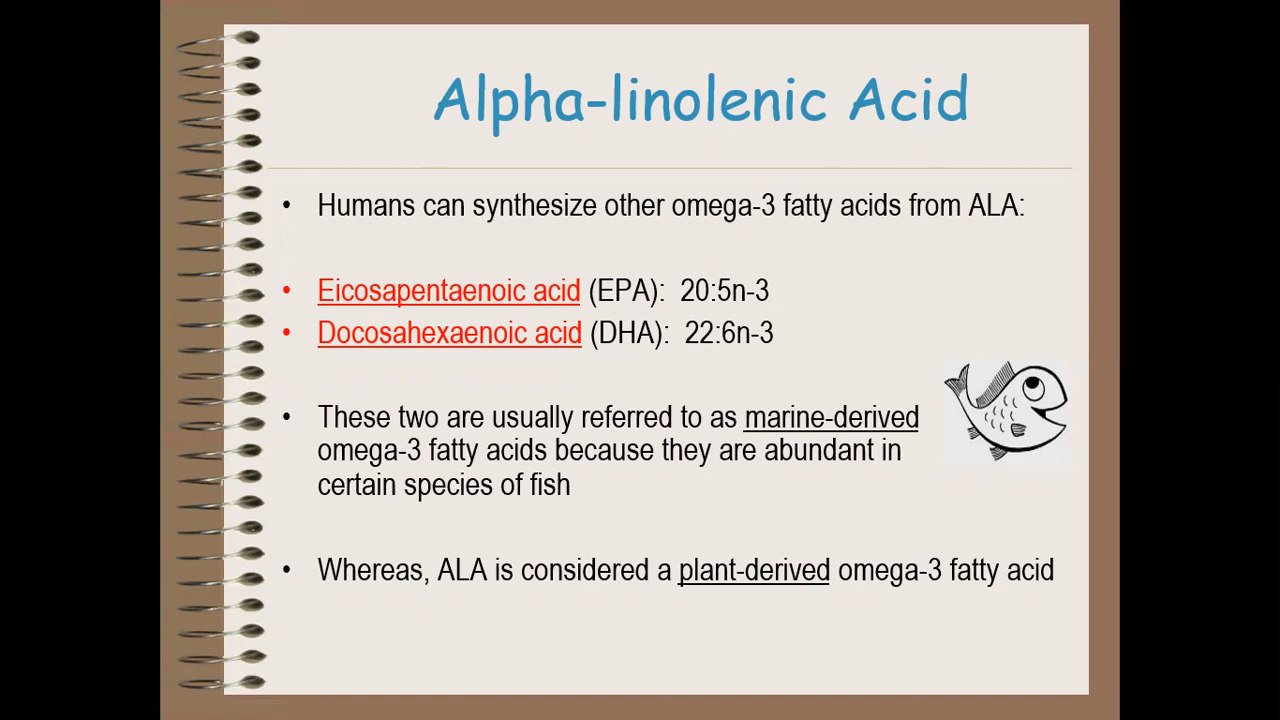 Alpha-linolenic Acid
• Humans can synthesize other omega-3 fatty acids from ALA:
• Eicosapentaenoic acid (EPA): 20:5n-3
• Docosahexaenoic acid (DHA): 22:6n-3
• These two are usually referred to as marine-derived
omega-3 fatty acids because they are abundant in
certain species of fish
• Whereas, ALA is considered a plant-derived omega-3 fatty acid